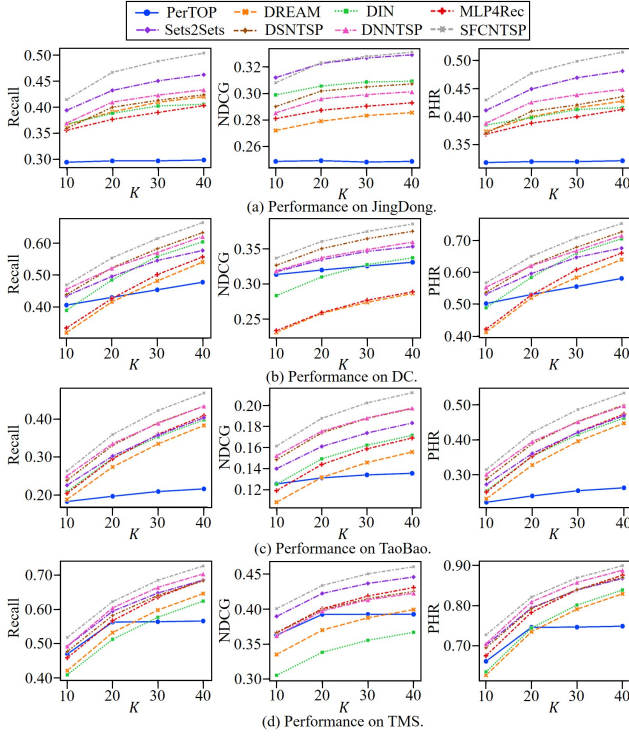 PerTOP DREAM DIN MLP4Rec
Sets2Sets DSNTSP DNNTSP SFCNTSP
Recall
0.50
0.45
0.40
0.35
0.30
10 20 30 40
K
NDCG
0.32
0.30
0.28
0.26
10 20 30 40
K
PHR
0.50
0.45
0.40
0.35
10 20 30 40
K
(a) Performance on JingDong.
Recall
0.60
0.50
0.40
10 20 30 40
K
NDCG
0.35
0.30
0.25
10 20 30 40
K
PHR
0.70
0.60
0.50
0.40
10 20 30 40
K
(b) Performance on DC.
Recall
0.40
0.30
0.20
10 20 30 40
K
NDCG
0.20
0.18
0.16
0.14
0.12
10 20 30 40
K
PHR
0.50
0.40
0.30
10 20 30 40
K
(c) Performance on TaoBao.
Recall
0.70
0.60
0.50
0.40
10 20 30 40
K
NDCG
0.45
0.40
0.35
0.30
10 20 30 40
K
PHR
0.90
0.80
0.70
10 20 30 40
K
(d) Performance on TMS.